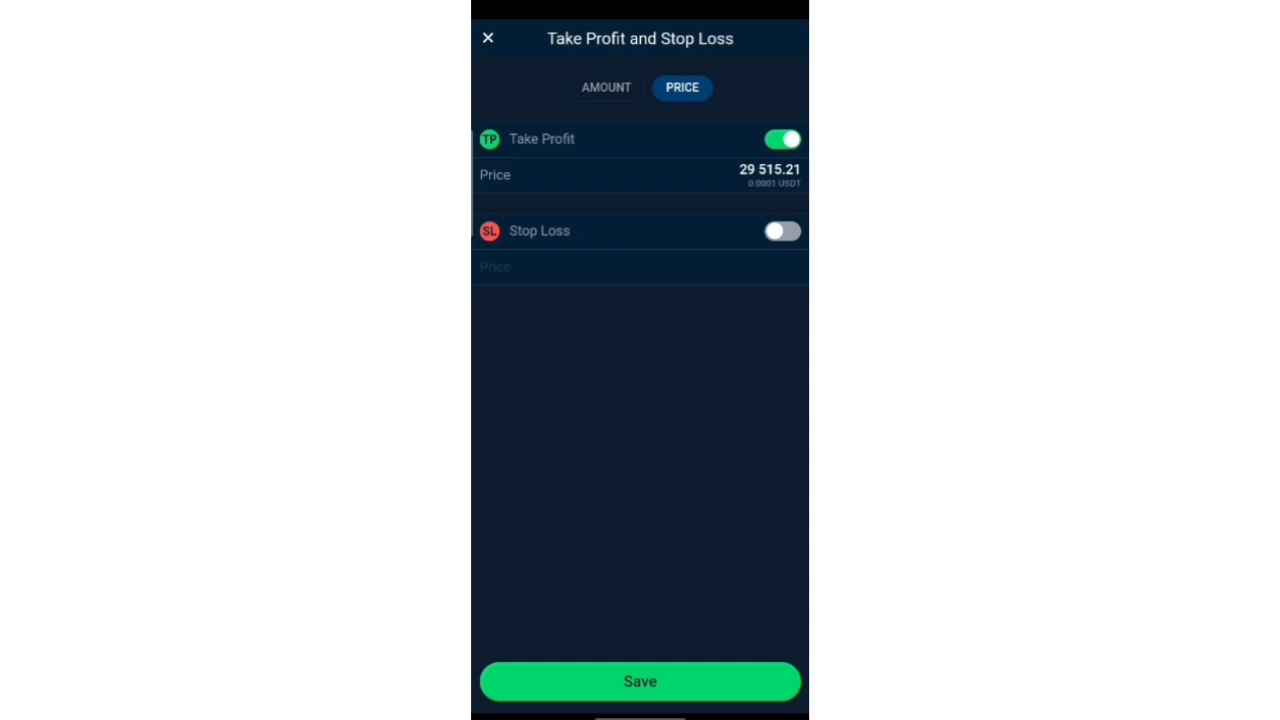 Take Profit and Stop Loss
AMOUNT PRICE
TP Take Profit
Price 29 515.21
0.0001 USDT
SL Stop Loss
Price
Save